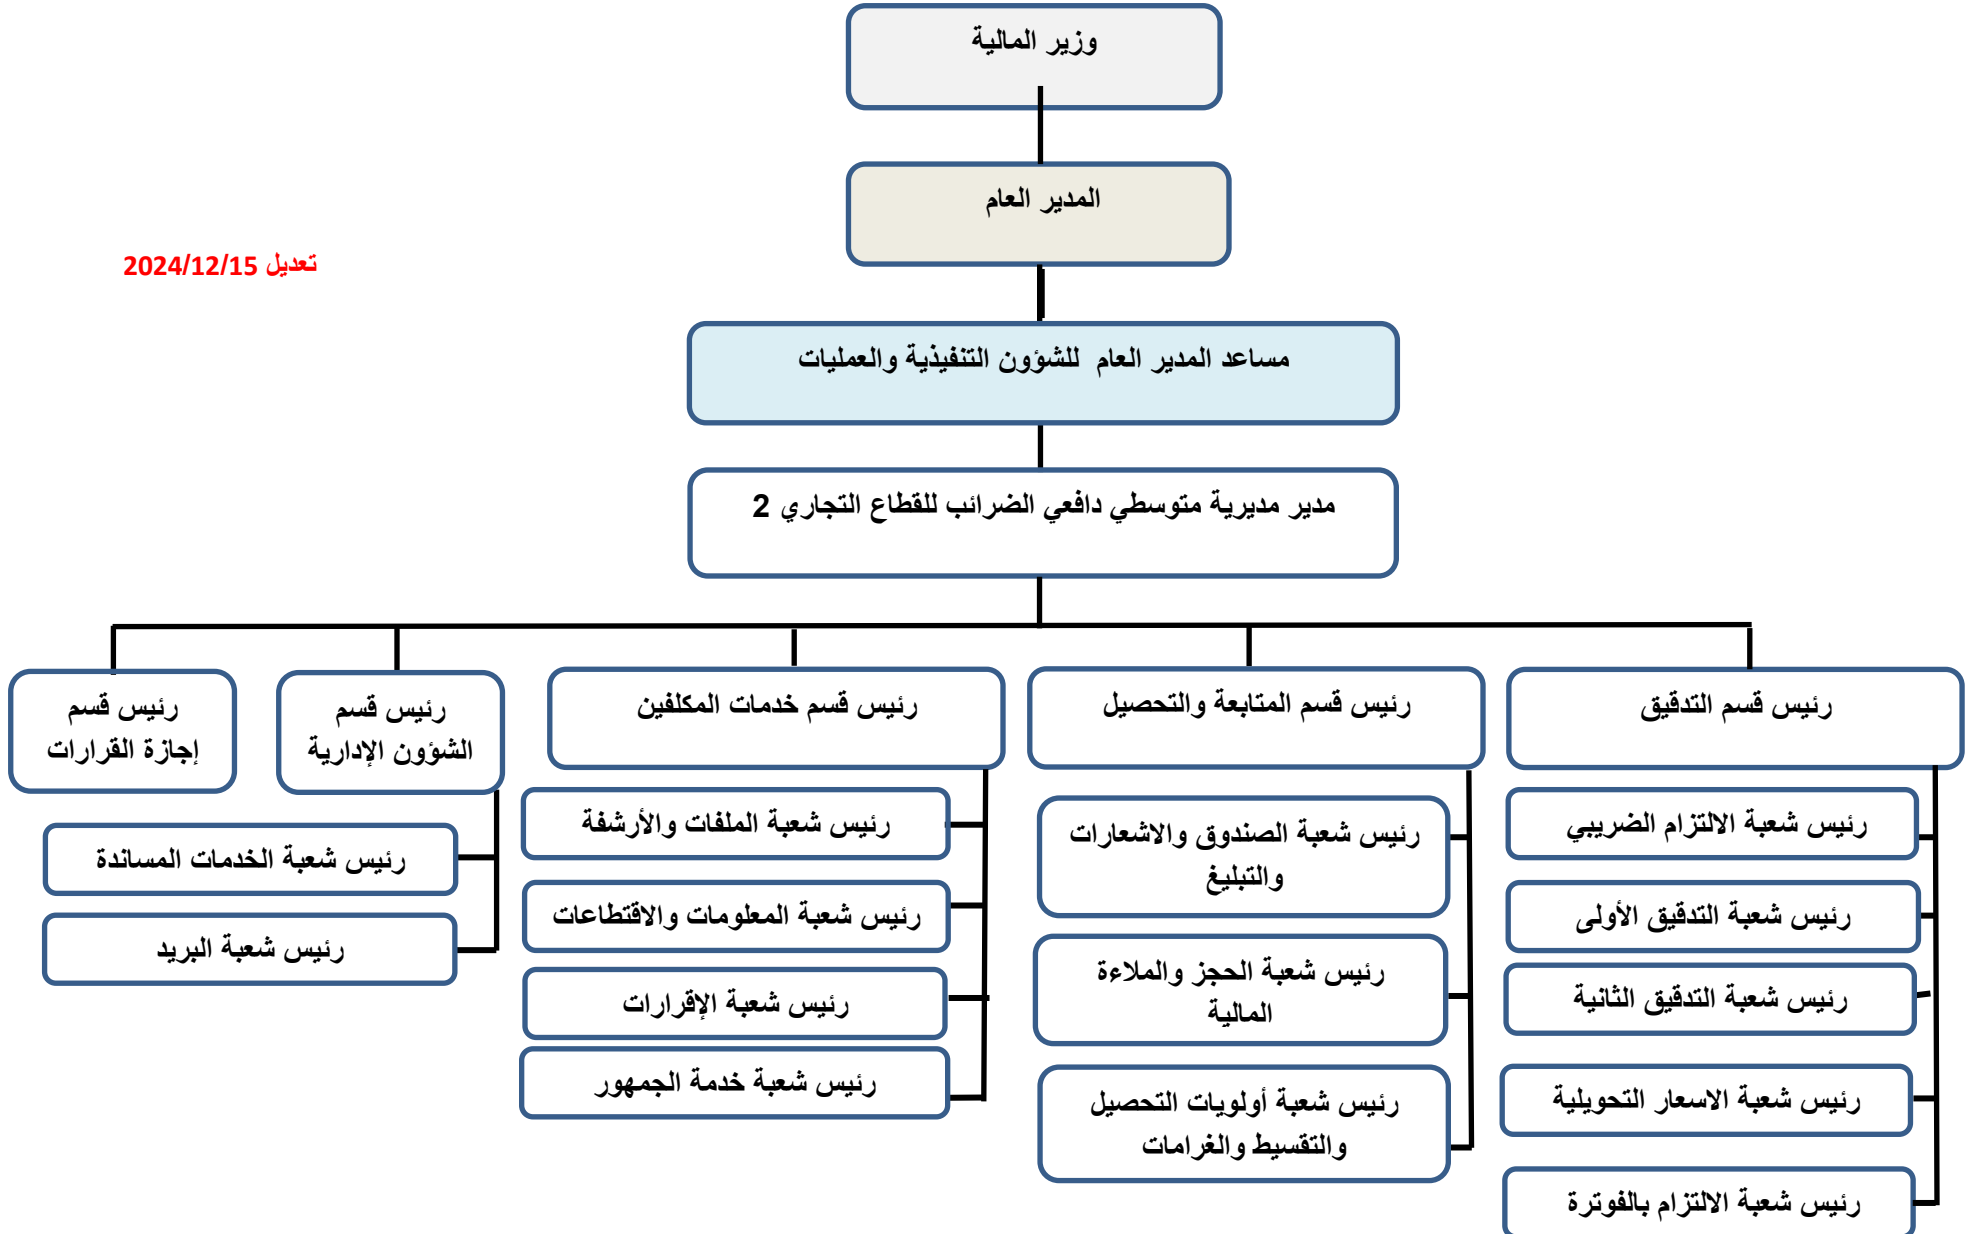 وزير المالية
المدير العام
تعديل 2024/12/15
مساعد المدير العام للشؤون التنفيذية والعمليات
مدير مديرية متوسطي دافعي الضرائب للقطاع التجاري 2
رئيس قسم التدقيق
رئيس شعبة الالتزام الضريبي
رئيس شعبة التدقيق الأولى
رئيس شعبة التدقيق الثانية
رئيس شعبة الاسعار التحويلية
رئيس شعبة الالتزام بالفوترة
رئيس قسم المتابعة والتحصيل
رئيس شعبة الصندوق والاشعارات
والتبليغ
رئيس شعبة الحجز والملاءة
المالية
رئيس شعبة أولويات التحصيل
والتقسيط والغرامات
رئيس قسم خدمات المكلفين
رئيس شعبة الملفات والأرشفة
رئيس شعبة المعلومات والاقتطاعات
رئيس شعبة الإقرارات
رئيس شعبة خدمة الجمهور
رئيس قسم
الشؤون الإدارية
رئيس شعبة الخدمات المساندة
رئيس شعبة البريد
رئيس قسم
إجازة القرارات